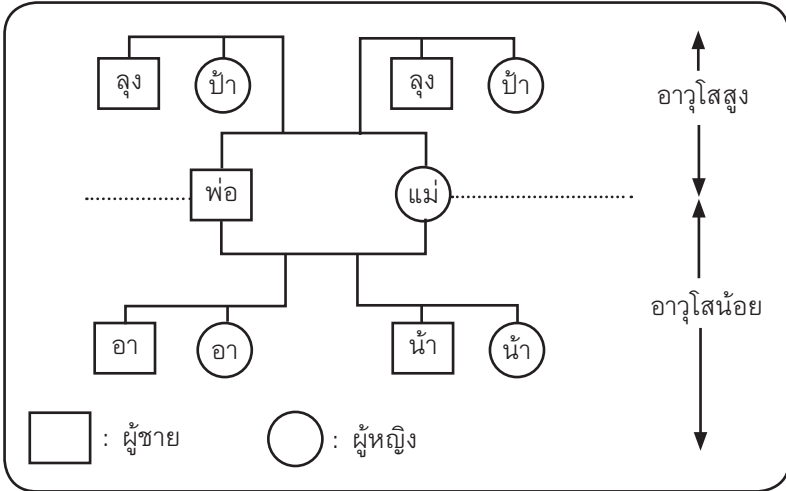 ลุง ป้า ลุง ป้า
อาวุโสสูง
พ่อ แม่
อาวุโสน้อย
อา อา น้า น้า
: ผู้ชาย : ผู้หญิง